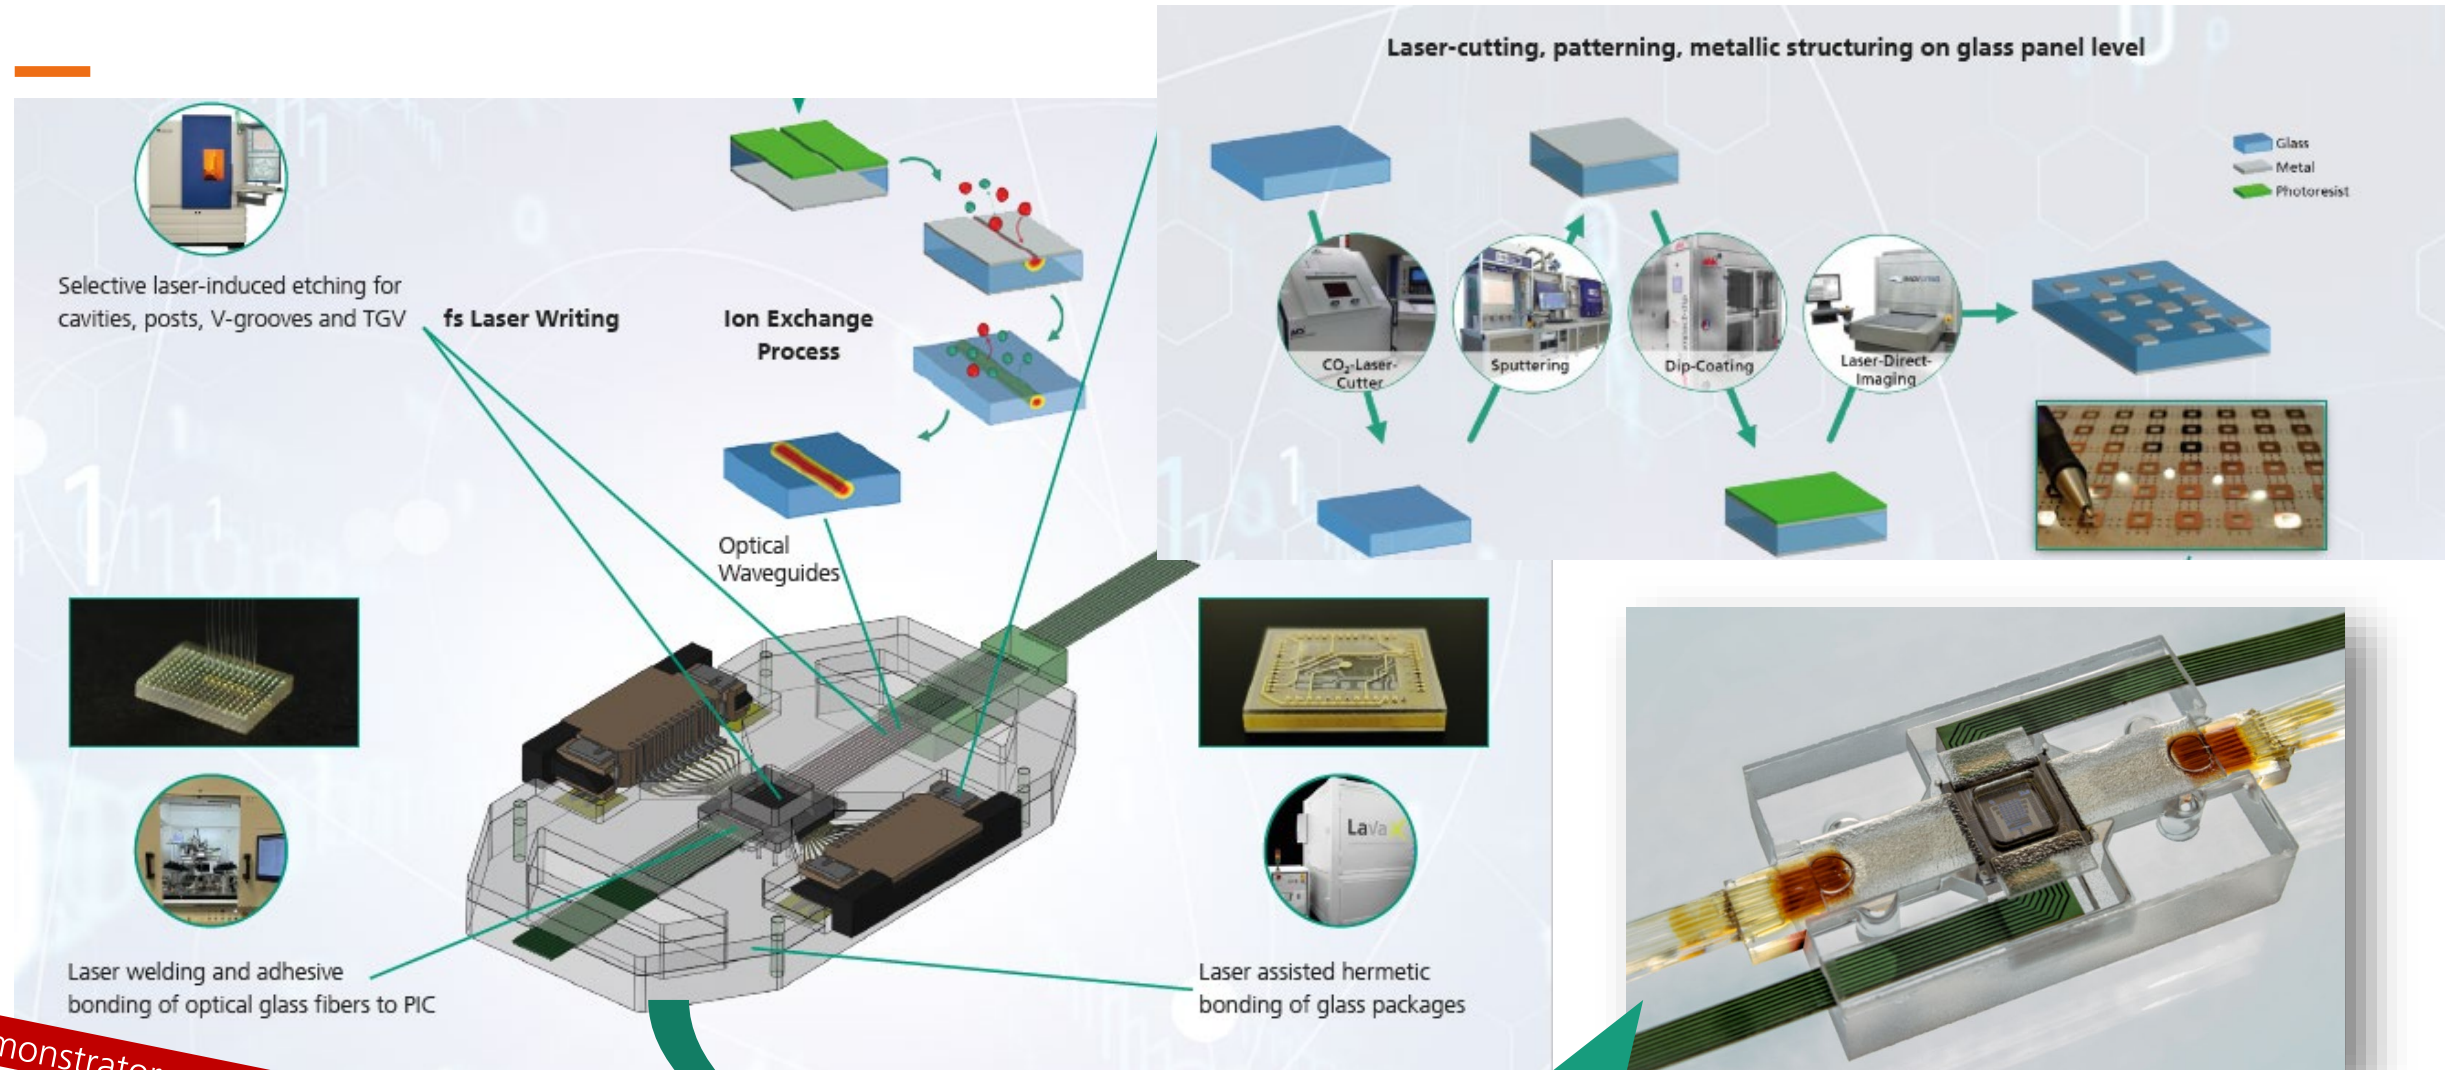 Laser-cutting, patterning, metallic structuring on glass panel level
Glass
Metal
Photoresist
CO₂-Laser-
Cutter
Sputtering
Dip-Coating
Laser-Direct-
Imaging
Selective laser-induced etching for
cavities, posts, V-grooves and TGV
fs Laser Writing
Ion Exchange
Process
Optical
Waveguides
LaVa
Laser welding and adhesive
bonding of optical glass fibers to PIC
Laser assisted hermetic
bonding of glass packages